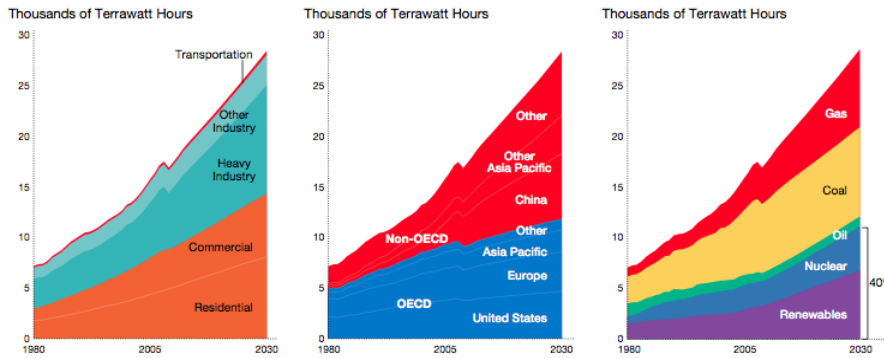 Thousands of Terrawatt Hours
30
25
20
15
10
5
0
1980
2005
2030
Transportation
Other
Industry
Heavy
Industry
Commercial
Residential
Thousands of Terrawatt Hours
30
25
20
15
10
5
0
1980
2005
2030
Other
Other
Asia Pacific
China
Non-OECD
Other
Asia Pacific
Europe
OECD
United States
Thousands of Terrawatt Hours
30
25
20
15
10
5
0
1980
2005
2030
Gas
Coal
Oil
Nuclear
Renewables
40